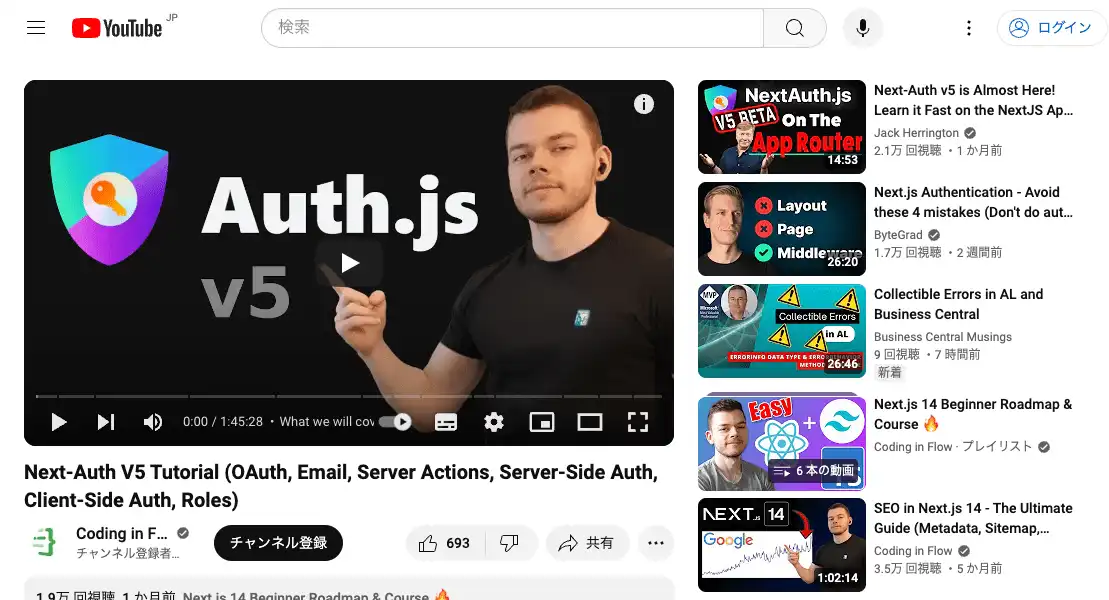 YouTube JP
検索
ログイン
Auth.js
v5
0:00 / 1:45:28 • What we will cov
Next-Auth V5 Tutorial (OAuth, Email, Server Actions, Server-Side Auth,
Client-Side Auth, Roles)
Coding in F...
チャンネル登録者...
チャンネル登録
693
共有
1.9万 回視聴 1 か月前 Next.js 14 Beginner Roadmap & Course 🔥
NextAuth.js
V5 BETA
On The
App Router
14:53
Next-Auth v5 is Almost Here!
Learn it Fast on the NextJS Ap...
Jack Herrington
2.1万 回視聴 • 1 か月前
Layout
Page
Middleware
26:20
Next.js Authentication - Avoid
these 4 mistakes (Don't do aut...
ByteGrad
1.7万 回視聴 • 2 週間前
MVP
Microsoft
Most Valuable
Professional
Collectible Errors
in AL
ERRORINFO DATA TYPE & ERRORBEHAVIOR
METHOD
26:46
Collectible Errors in AL and
Business Central
Business Central Musings
9 回視聴 • 7 時間前
新着
Easy
+
6 本の動画
Next.js 14 Beginner Roadmap &
Course 🔥
Coding in Flow · プレイリスト
NEXT.JS 14
Google
1:02:14
SEO in Next.js 14 - The Ultimate
Guide (Metadata, Sitemap,...
Coding in Flow
3.5万 回視聴 • 5 か月前